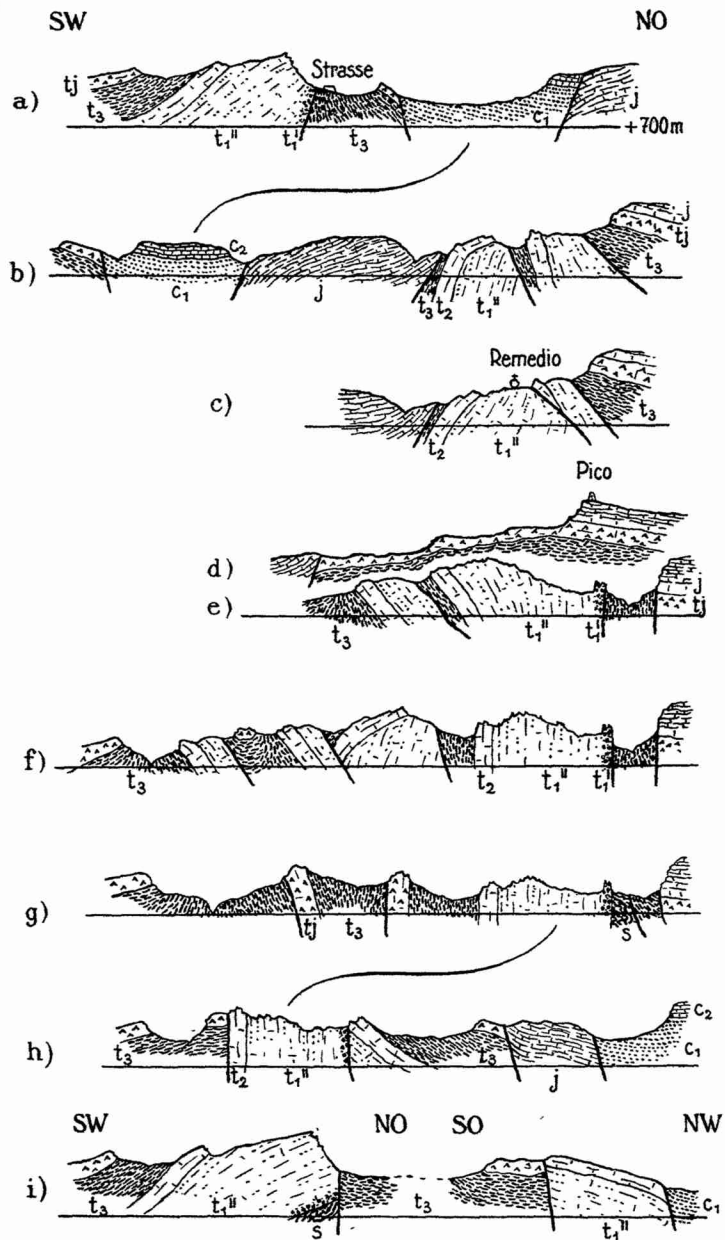 SW NO
Strasse
a) tj t₃ t₁" t₁' t₃ c₁ j +700m
b) c₂ c₁ j t₃ t₂ t₁" j tj t₃
Remedio
c) t₂ t₁" t₃
Pico
d)
e) t₃ t₁" t₁' j tj
f) t₃ t₂ t₁" t₁'
g) tj t₃ s
h) t₃ t₂ t₁" t₃ j c₂ c₁
SW NO SO NW
i) t₃ t₁" s t₃ t₁" c₁